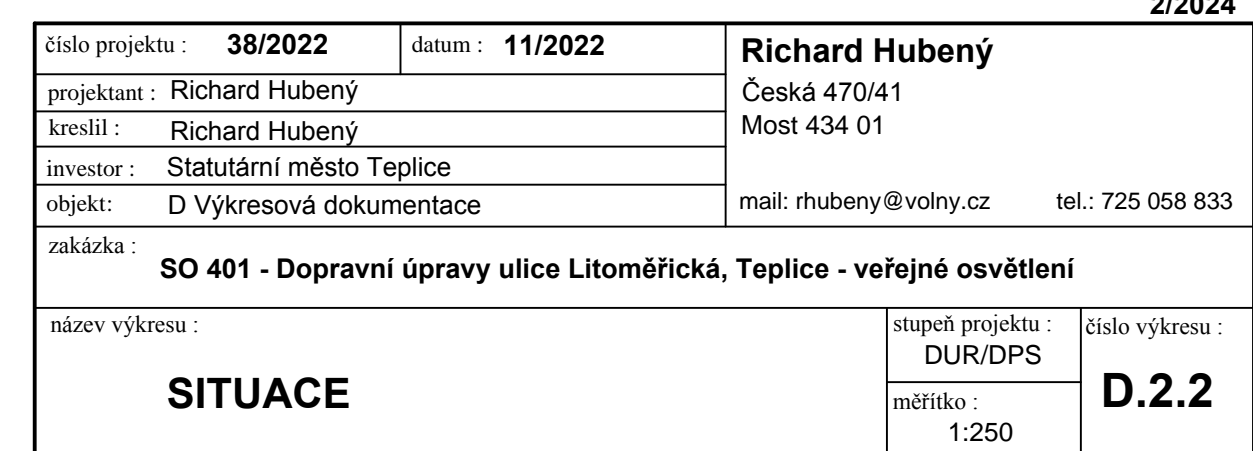 2/2024
číslo projektu : 38/2022 datum : 11/2022
Richard Hubený
Česká 470/41
Most 434 01
mail: rhubeny@volny.cz tel.: 725 058 833
projektant : Richard Hubený
kreslil : Richard Hubený
investor : Statutární město Teplice
objekt: D Výkresová dokumentace
zakázka :
SO 401 - Dopravní úpravy ulice Litoměřická, Teplice - veřejné osvětlení
název výkresu :
SITUACE
stupeň projektu :
DUR/DPS
měřítko :
1:250
číslo výkresu :
D.2.2